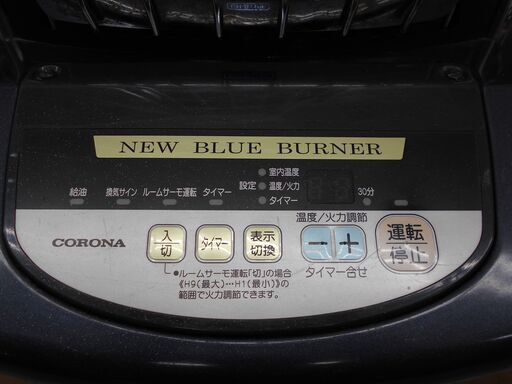 NEW BLUE BURNER
室内温度
給油 換気サイン ルームサーモ運転 タイマー 設定 温度/火力 30分
タイマー
温度/火力調節
CORONA 入 切 タイマー 表示 切換 － ＋ 運転 停止
タイマー合せ
●ルームサーモ運転「切」の場合
《H9(最大)…H1(最小)》の
範囲で火力調節できます。